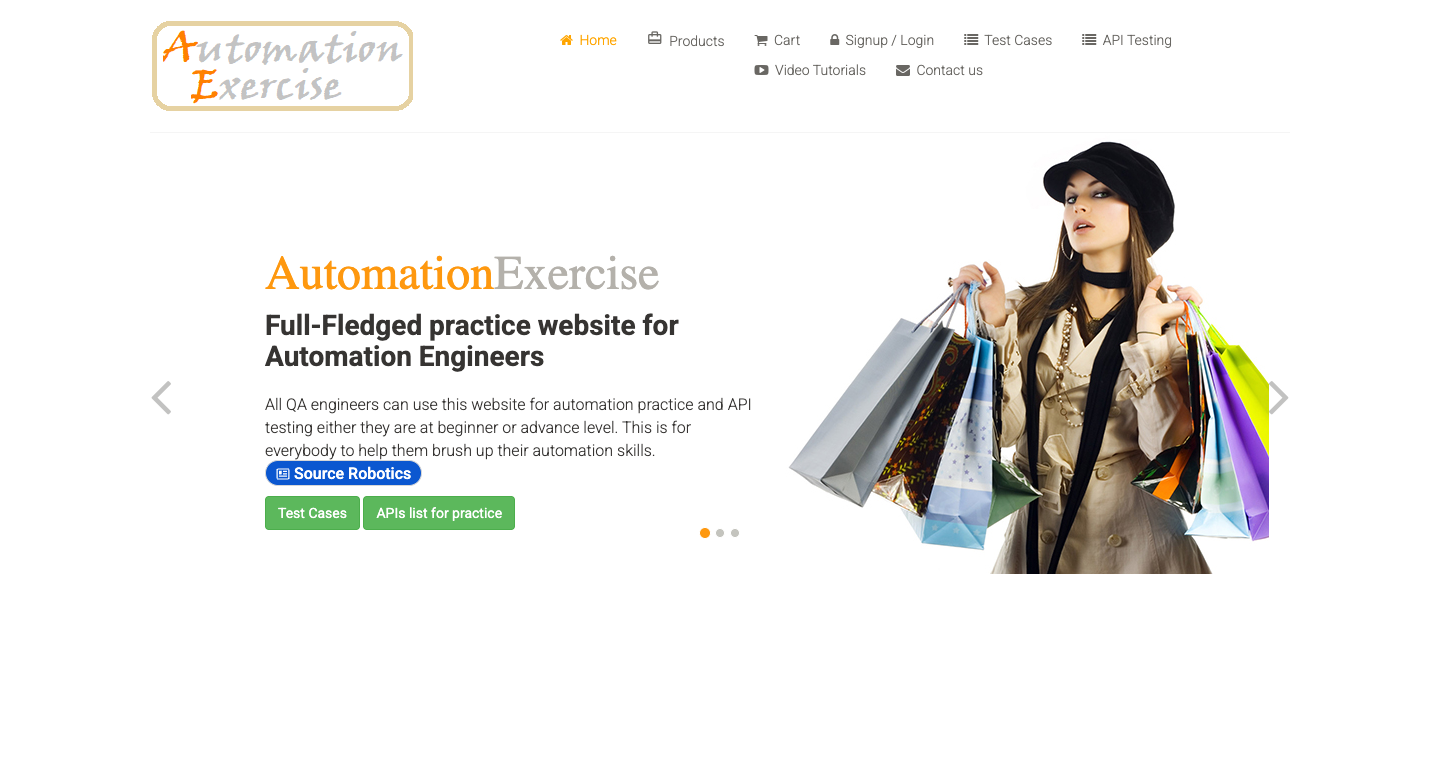 Automation
Exercise
Home Products Cart Signup / Login Test Cases API Testing
Video Tutorials Contact us
AutomationExercise
Full-Fledged practice website for
Automation Engineers
All QA engineers can use this website for automation practice and API
testing either they are at beginner or advance level. This is for
everybody to help them brush up their automation skills.
Source Robotics
Test Cases APIs list for practice